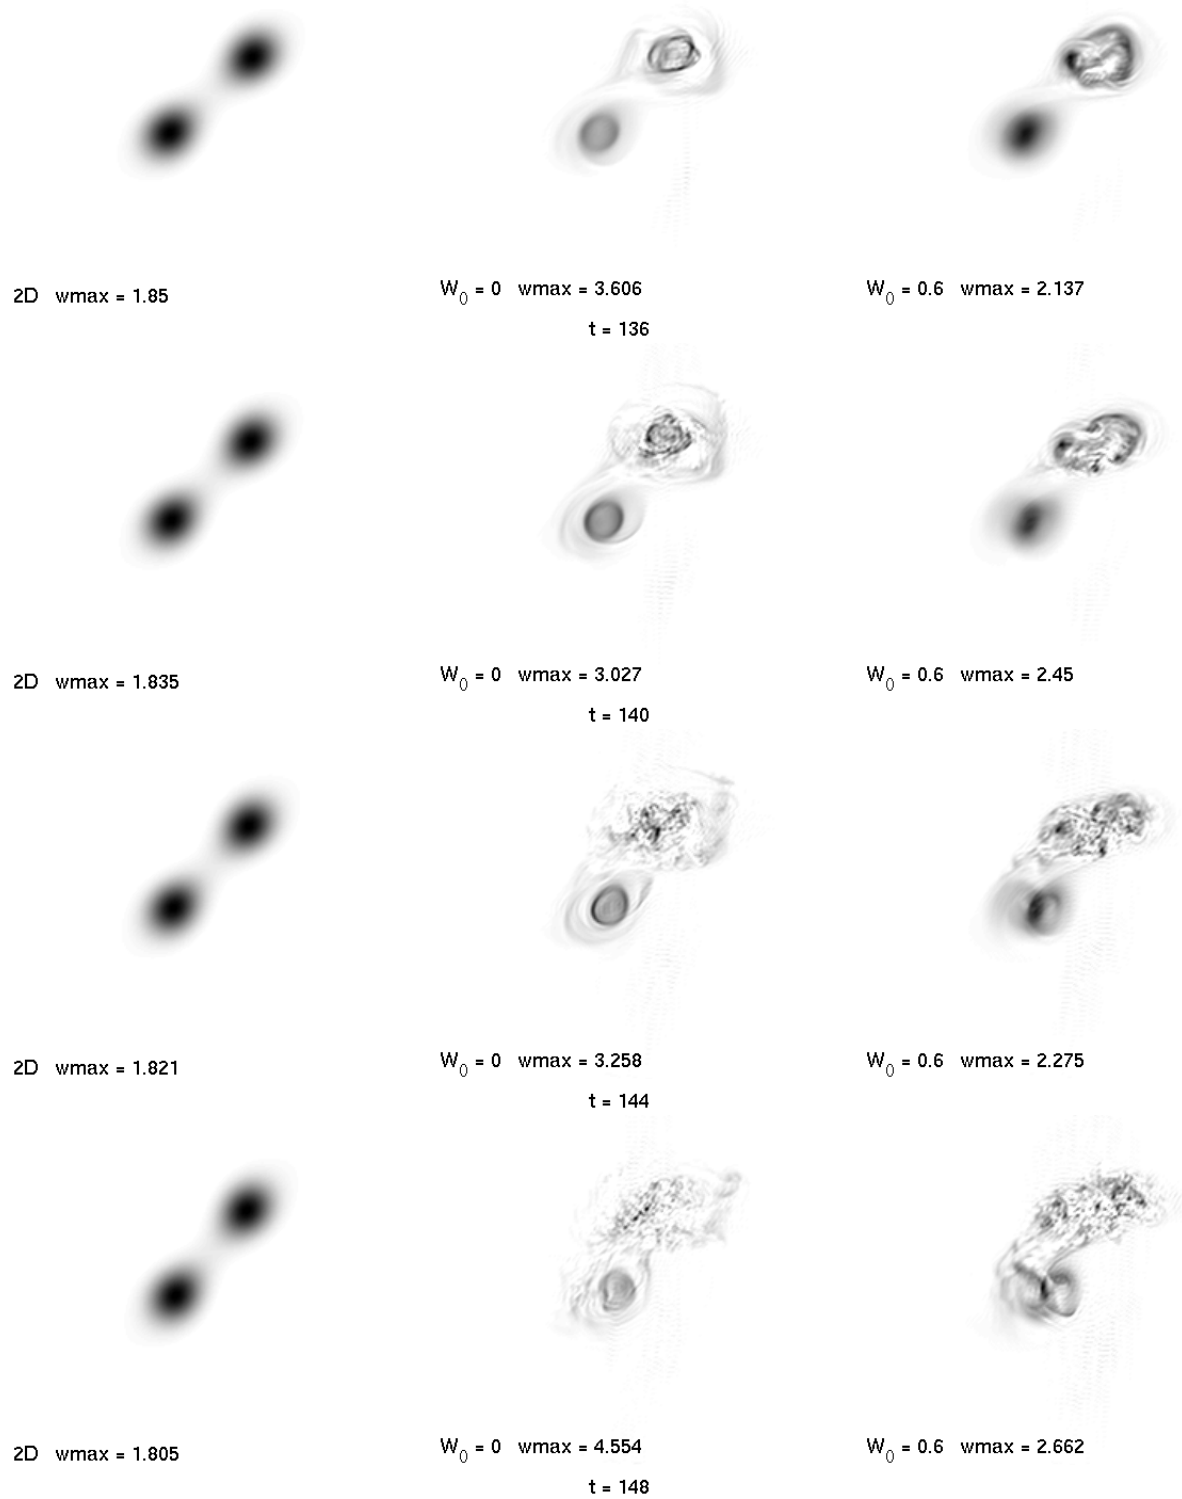 2D wmax = 1.85
W0 = 0 wmax = 3.606
W0 = 0.6 wmax = 2.137
t = 136
2D wmax = 1.835
W0 = 0 wmax = 3.027
W0 = 0.6 wmax = 2.45
t = 140
2D wmax = 1.821
W0 = 0 wmax = 3.258
W0 = 0.6 wmax = 2.275
t = 144
2D wmax = 1.805
W0 = 0 wmax = 4.554
W0 = 0.6 wmax = 2.662
t = 148